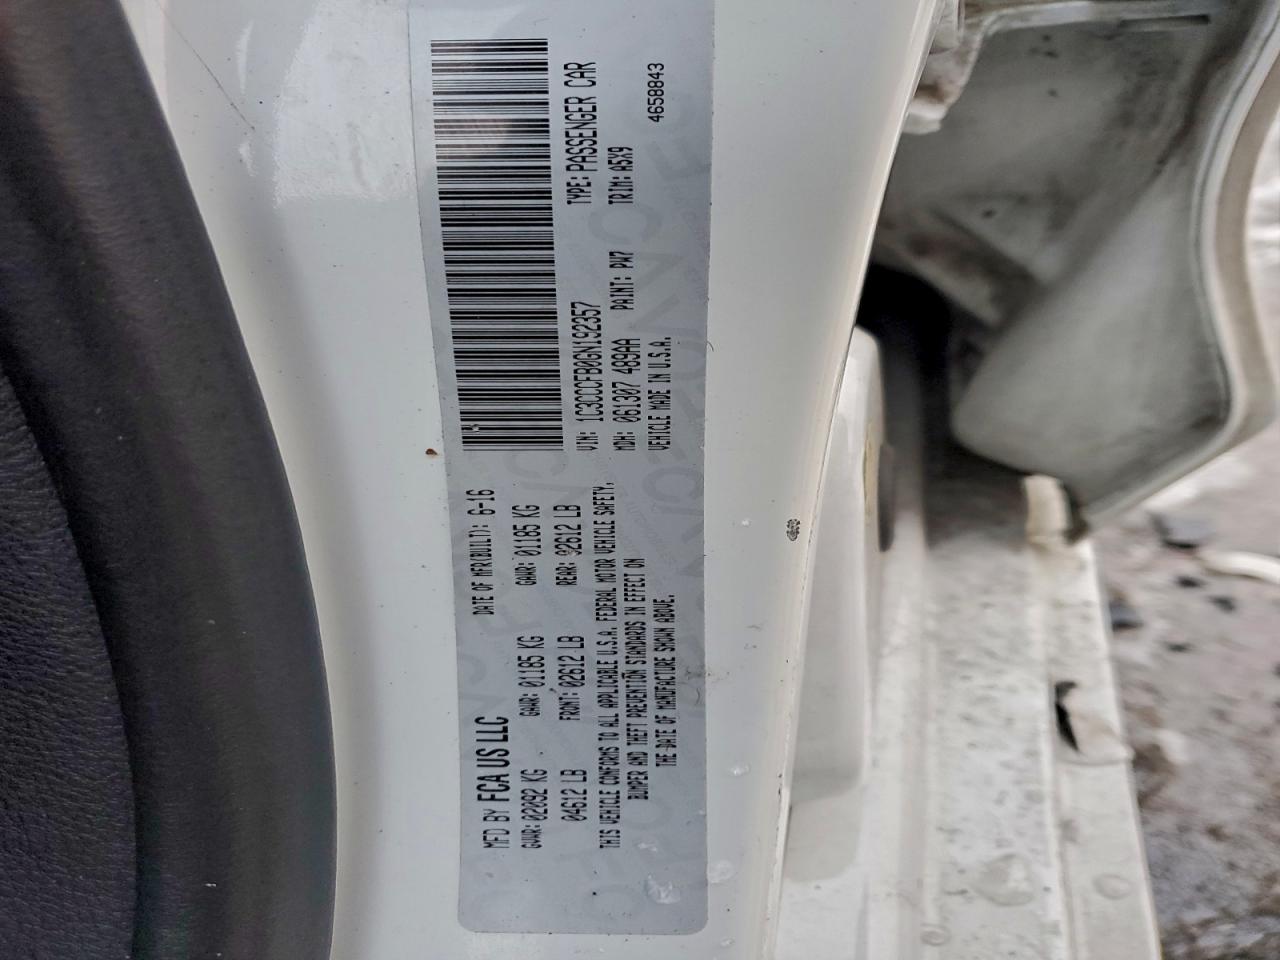 MFD BY FCA US LLC
DATE OF MFR(BUILT): 6-16
GVWR: 02092 KG
GAWR: 01185 KG
GAWR: 01185 KG
04612 LB
FRONT: 02612 LB
REAR: 02612 LB
THIS VEHICLE CONFORMS TO ALL APPLICABLE U.S.A. FEDERAL MOTOR VEHICLE SAFETY,
BUMPER AND THEFT PREVENTION STANDARDS IN EFFECT ON
THE DATE OF MANUFACTURE SHOWN ABOVE.
VIN: 1C3CCCFB0GN192357
TYPE: PASSENGER CAR
MDH: 061307 489AA
PAINT: PW7
TRIM: A5X9
VEHICLE MADE IN U.S.A.
4658843